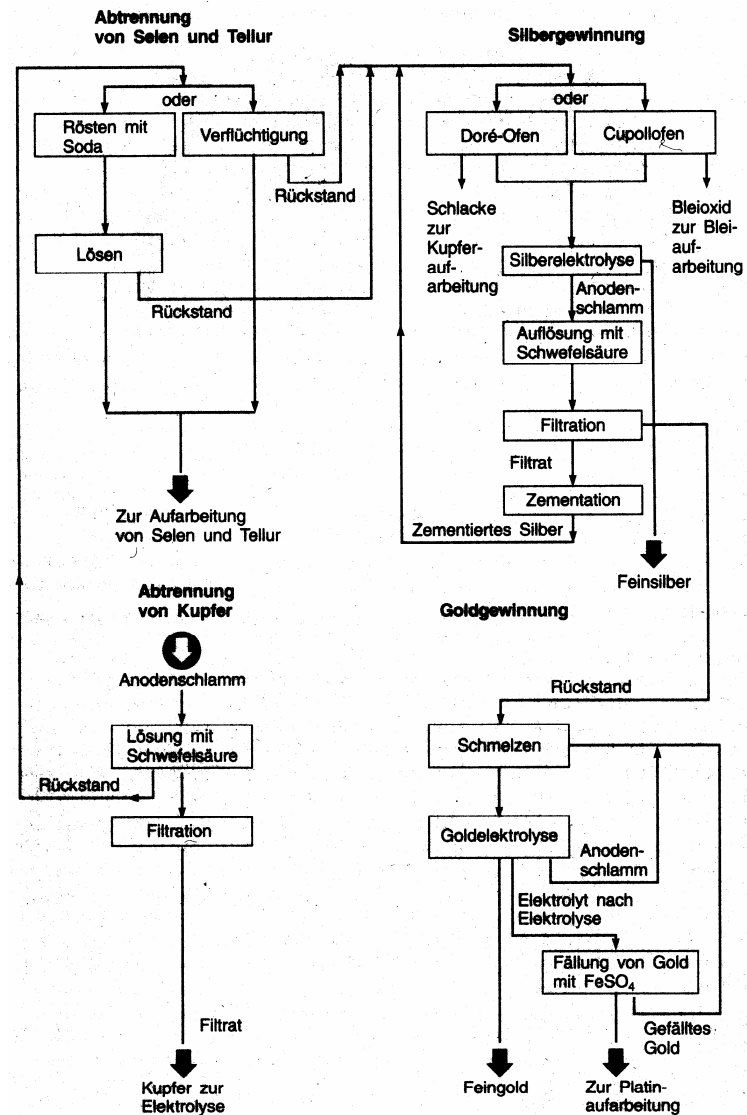 Abtrennung
von Selen und Tellur
oder
Rösten mit
Soda
Verflüchtigung
Rückstand
Lösen
Rückstand
Zur Aufarbeitung
von Selen und Tellur
Silbergewinnung
oder
Doré-Ofen
Cupollofen
Schlacke
zur
Kupfer-
auf-
arbeitung
Bleioxid
zur Blei-
auf-
arbeitung
Silberelektrolyse
Anoden-
schlamm
Auflösung mit
Schwefelsäure
Filtration
Filtrat
Zementation
Zementiertes Silber
Feinsilber
Abtrennung
von Kupfer
Anodenschlamm
Lösung mit
Schwefelsäure
Rückstand
Filtration
Filtrat
Kupfer zur
Elektrolyse
Goldgewinnung
Rückstand
Schmelzen
Goldelektrolyse
Anoden-
schlamm
Elektrolyt nach
Elektrolyse
Fällung von Gold
mit FeSO₄
Gefälltes
Gold
Feingold
Zur Platin-
aufarbeitung